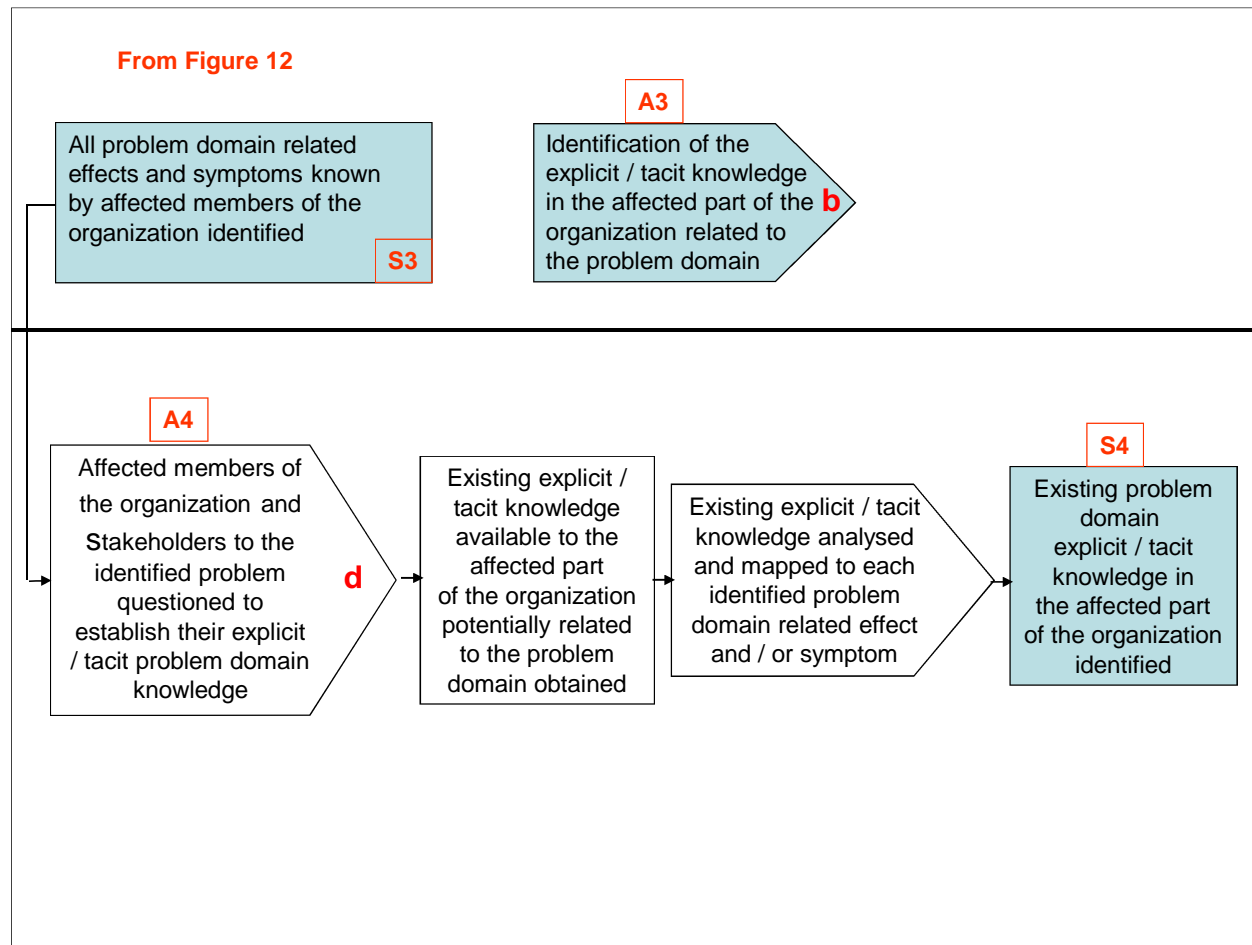 From Figure 12
All problem domain related
effects and symptoms known
by affected members of the
organization identified
S3
A3
Identification of the
explicit / tacit knowledge
in the affected part of the
organization related to
the problem domain
b
A4
Affected members of
the organization and
Stakeholders to the
identified problem
questioned to
establish their explicit
/ tacit problem domain
knowledge
d
Existing explicit /
tacit knowledge
available to the
affected part
of the organization
potentially related
to the problem
domain obtained
Existing explicit / tacit
knowledge analysed
and mapped to each
identified problem
domain related effect
and / or symptom
S4
Existing problem
domain
explicit / tacit
knowledge in
the affected part
of the organization
identified